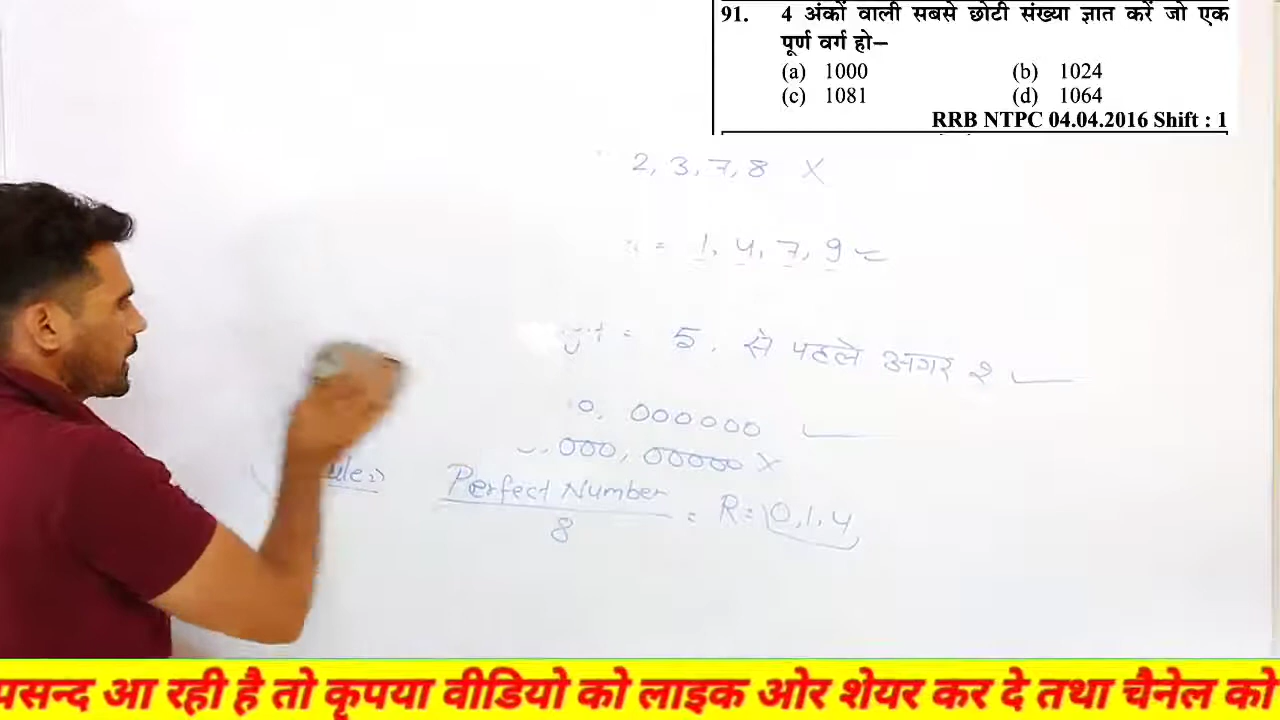 91. 4 अंकों वाली सबसे छोटी संख्या ज्ञात करें जो एक
पूर्ण वर्ग हो–
(a) 1000 (b) 1024
(c) 1081 (d) 1064
RRB NTPC 04.04.2016 Shift : 1
2, 3, 7, 8 X
= 1, 4, 7, 9
= 5. से पहले अगर २
0, 000000
000, 00000 X
Perfect Number
8
= R = 0, 1, 4
पसन्द आ रही है तो कृपया वीडियो को लाइक ओर शेयर कर दे तथा चैनेल को